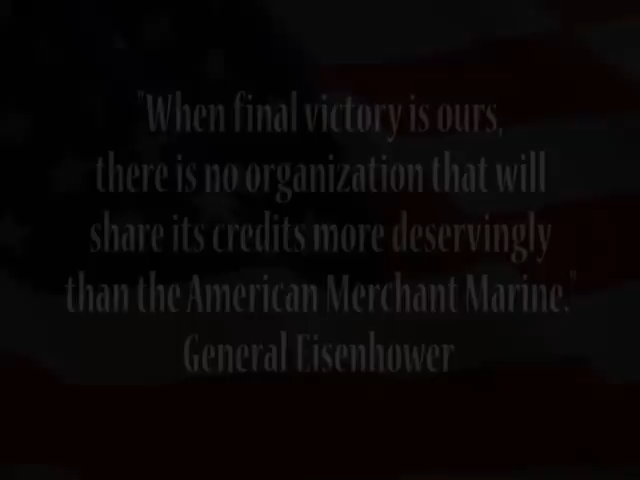 "When final victory is ours,
there is no organization that will
share its credits more deservingly
than the American Merchant Marine."
General Eisenhower